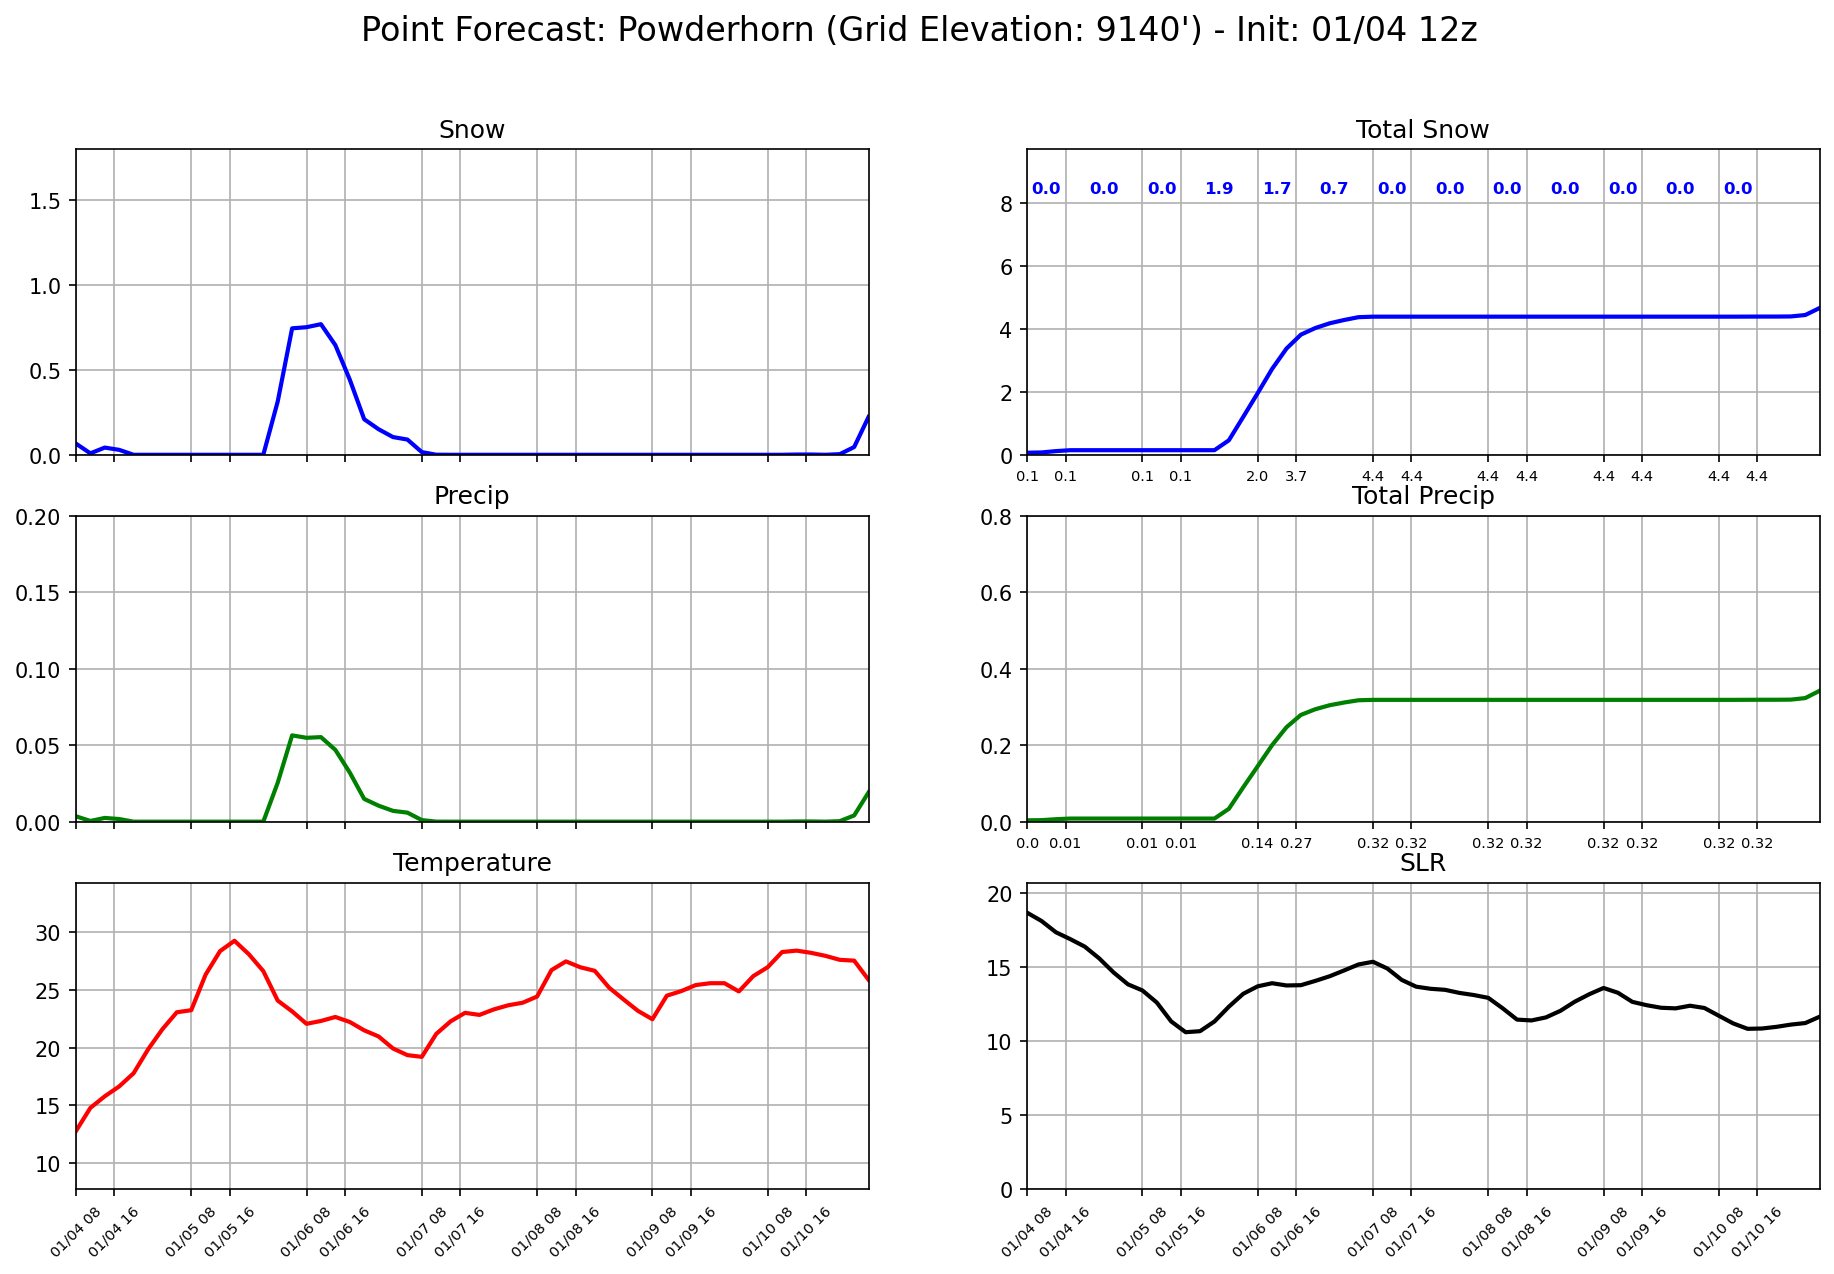 Point Forecast: Powderhorn (Grid Elevation: 9140') - Init: 01/04 12z
Snow
1.5
1.0
0.5
0.0
Total Snow
0.0 0.0 0.0 1.9 1.7 0.7 0.0 0.0 0.0 0.0 0.0 0.0 0.0
8
6
4
2
0
0.1 0.1 0.1 0.1 2.0 3.7 4.4 4.4 4.4 4.4 4.4 4.4 4.4 4.4
Precip
0.20
0.15
0.10
0.05
0.00
Total Precip
0.8
0.6
0.4
0.2
0.0
0.0 0.01 0.01 0.01 0.14 0.27 0.32 0.32 0.32 0.32 0.32 0.32 0.32 0.32
Temperature
30
25
20
15
10
01/04 08 01/04 16 01/05 08 01/05 16 01/06 08 01/06 16 01/07 08 01/07 16 01/08 08 01/08 16 01/09 08 01/09 16 01/10 08 01/10 16
SLR
20
15
10
5
0
01/04 08 01/04 16 01/05 08 01/05 16 01/06 08 01/06 16 01/07 08 01/07 16 01/08 08 01/08 16 01/09 08 01/09 16 01/10 08 01/10 16